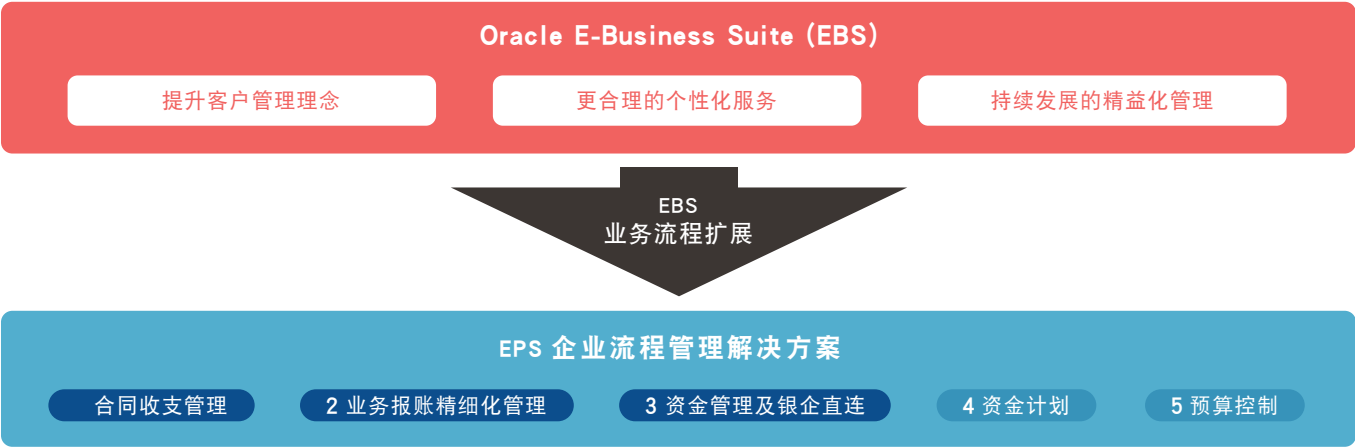 Oracle E-Business Suite (EBS)
提升客户管理理念
更合理的个性化服务
持续发展的精益化管理
EBS
业务流程扩展
EPS 企业流程管理解决方案
合同收支管理
2 业务报账精细化管理
3 资金管理及银企直连
4 资金计划
5 预算控制